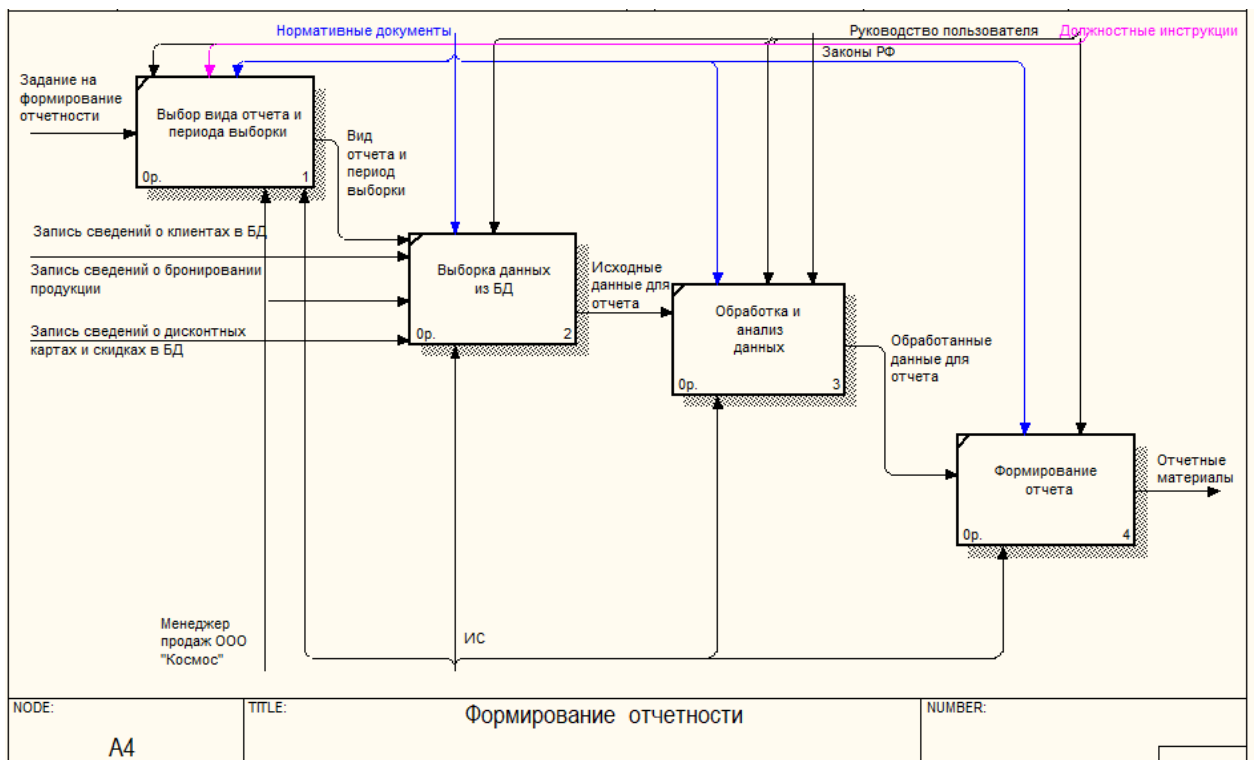 Нормативные документы
Руководство пользователя
Должностные инструкции
Законы РФ
Задание на
формирование
отчетности
Выбор вида отчета и
периода выборки
0р.
1
Вид
отчета и
период
выборки
Запись сведений о клиентах в БД
Запись сведений о бронировании
продукции
Запись сведений о дисконтных
картах и скидках в БД
Выборка данных
из БД
0р.
2
Исходные
данные для
отчета
Обработка и
анализ
данных
0р.
3
Обработанные
данные для
отчета
Формирование
отчета
0р.
4
Отчетные
материалы
Менеджер
продаж ООО
"Космос"
ИС
NODE:
A4
TITLE:
Формирование отчетности
NUMBER: